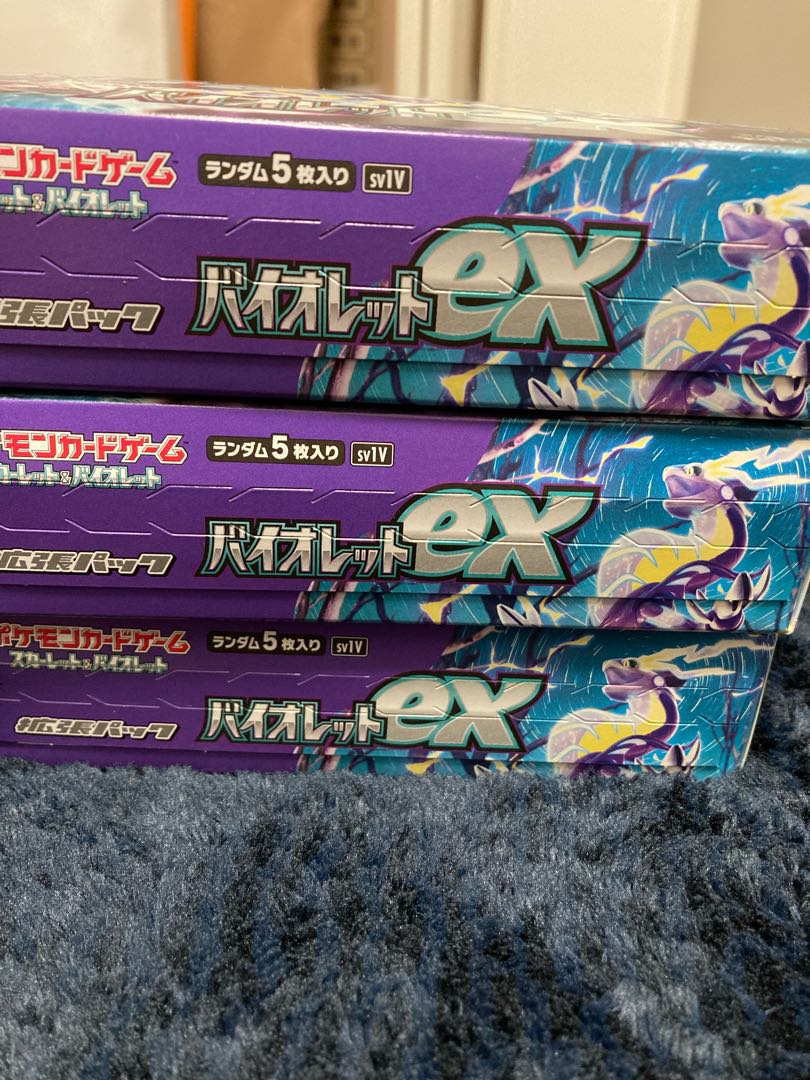 モンカードゲーム
ランダム5枚入り sv1V
ット&バイオレット
張パック
バイオレットex
モンカードゲーム
ランダム5枚入り sv1V
カーレット&バイオレット
拡張パック
バイオレットex
ポケモンカードゲーム
ランダム5枚入り sv1V
スカーレット&バイオレット
拡張パック
バイオレットex